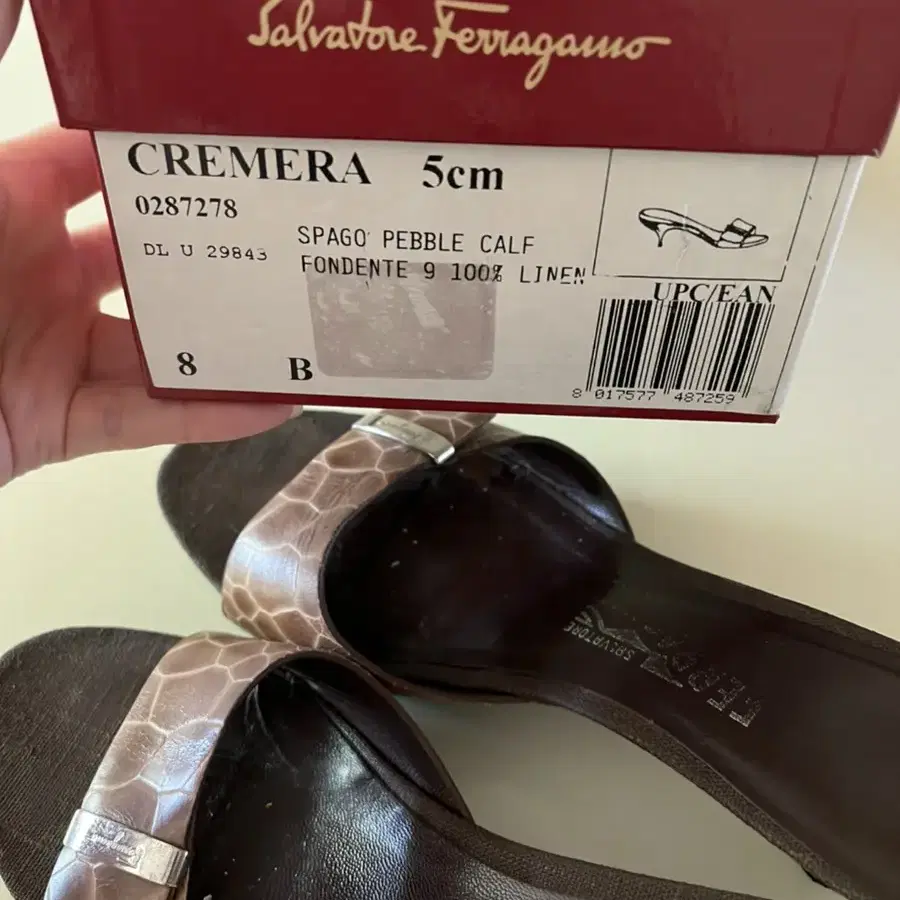 Salvatore Ferragamo
CREMERA 5cm
0287278
DL U 29843
SPAGO PEBBLE CALF
FONDENTE 9 100% LINEN
UPC/EAN
8 B
8 017577 487259
SALVATORE